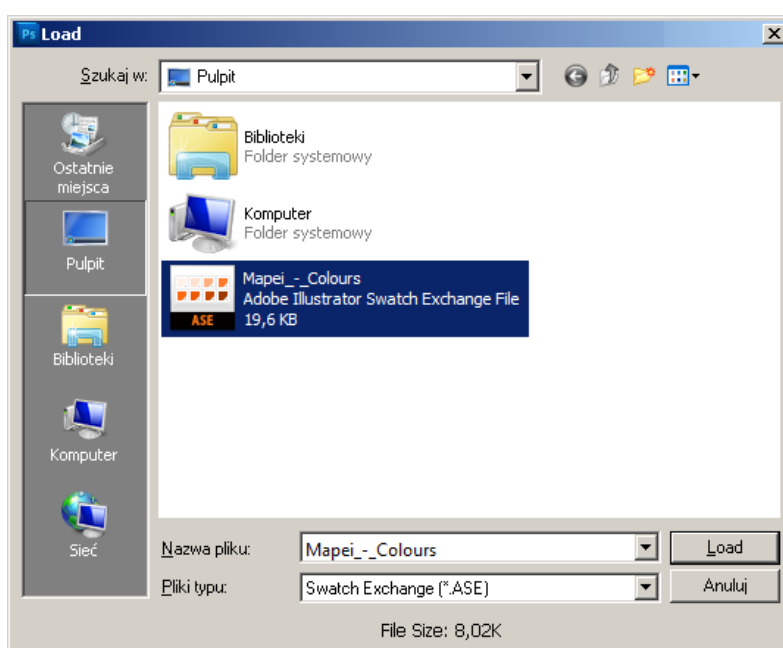 Ps Load
Szukaj w: Pulpit
Ostatnie
miejsca
Pulpit
Biblioteki
Komputer
Sieć
Biblioteki
Folder systemowy
Komputer
Folder systemowy
Mapei_-_Colours
Adobe Illustrator Swatch Exchange File
19,6 KB
ASE
Nazwa pliku: Mapei_-_Colours Load
Pliki typu: Swatch Exchange (*.ASE) Anuluj
File Size: 8,02K